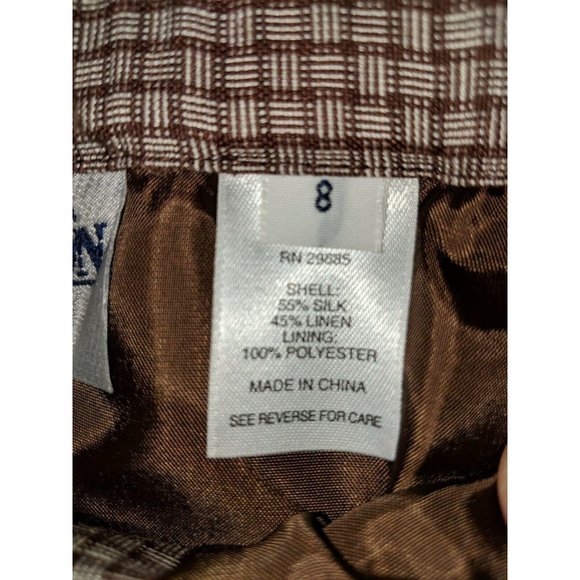 8
RN 29685
SHELL:
55% SILK
45% LINEN
LINING:
100% POLYESTER
MADE IN CHINA
SEE REVERSE FOR CARE